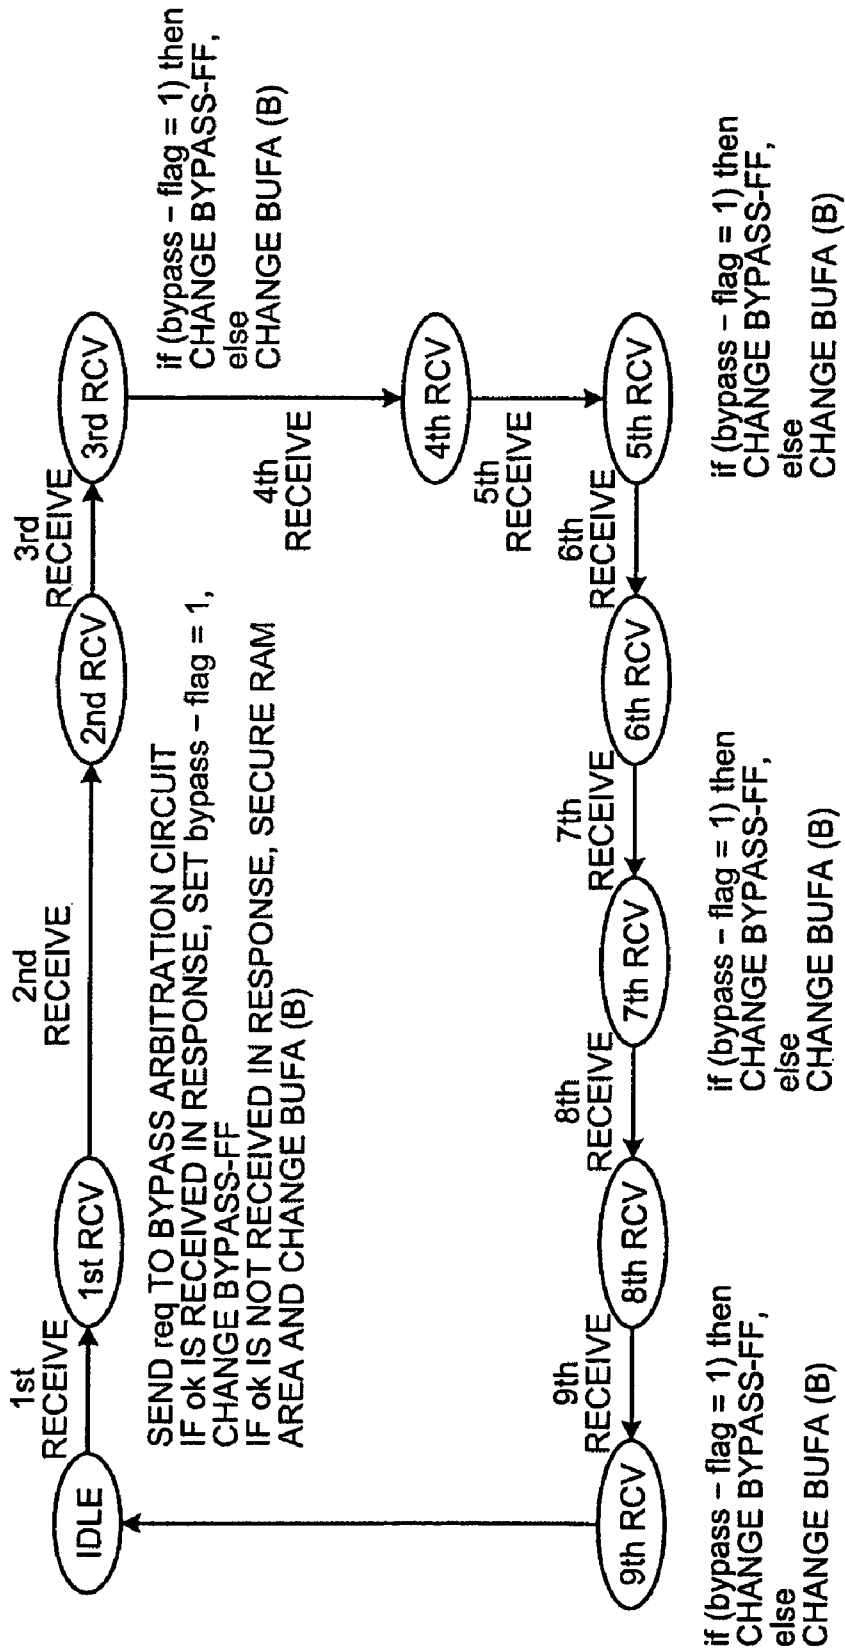 IDLE
1st
RECEIVE
1st RCV
2nd
RECEIVE
2nd RCV
3rd
RECEIVE
3rd RCV
SEND req TO BYPASS ARBITRATION CIRCUIT
IF ok IS RECEIVED IN RESPONSE, SET bypass – flag = 1,
CHANGE BYPASS-FF
IF ok IS NOT RECEIVED IN RESPONSE, SECURE RAM
AREA AND CHANGE BUFA (B)
if (bypass – flag = 1) then
CHANGE BYPASS-FF,
else
CHANGE BUFA (B)
4th
RECEIVE
4th RCV
5th
RECEIVE
5th RCV
if (bypass – flag = 1) then
CHANGE BYPASS-FF,
else
CHANGE BUFA (B)
6th
RECEIVE
6th RCV
7th
RECEIVE
7th RCV
if (bypass – flag = 1) then
CHANGE BYPASS-FF,
else
CHANGE BUFA (B)
8th
RECEIVE
8th RCV
9th
RECEIVE
9th RCV
if (bypass – flag = 1) then
CHANGE BYPASS-FF,
else
CHANGE BUFA (B)